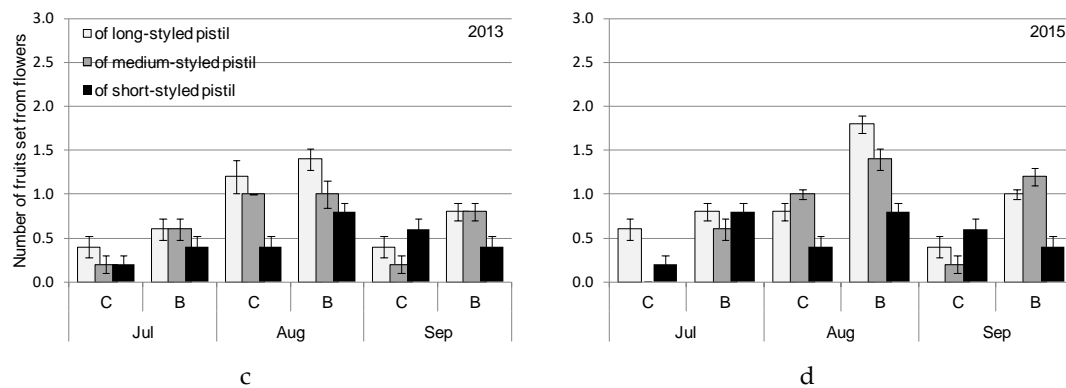 3.0
2.5
2.0
1.5
1.0
0.5
0.0
Number of fruits set from flowers
of long-styled pistil
of medium-styled pistil
of short-styled pistil
2013
C B C B C B
Jul Aug Sep
c
3.0
2.5
2.0
1.5
1.0
0.5
0.0
2015
C B C B C B
Jul Aug Sep
d